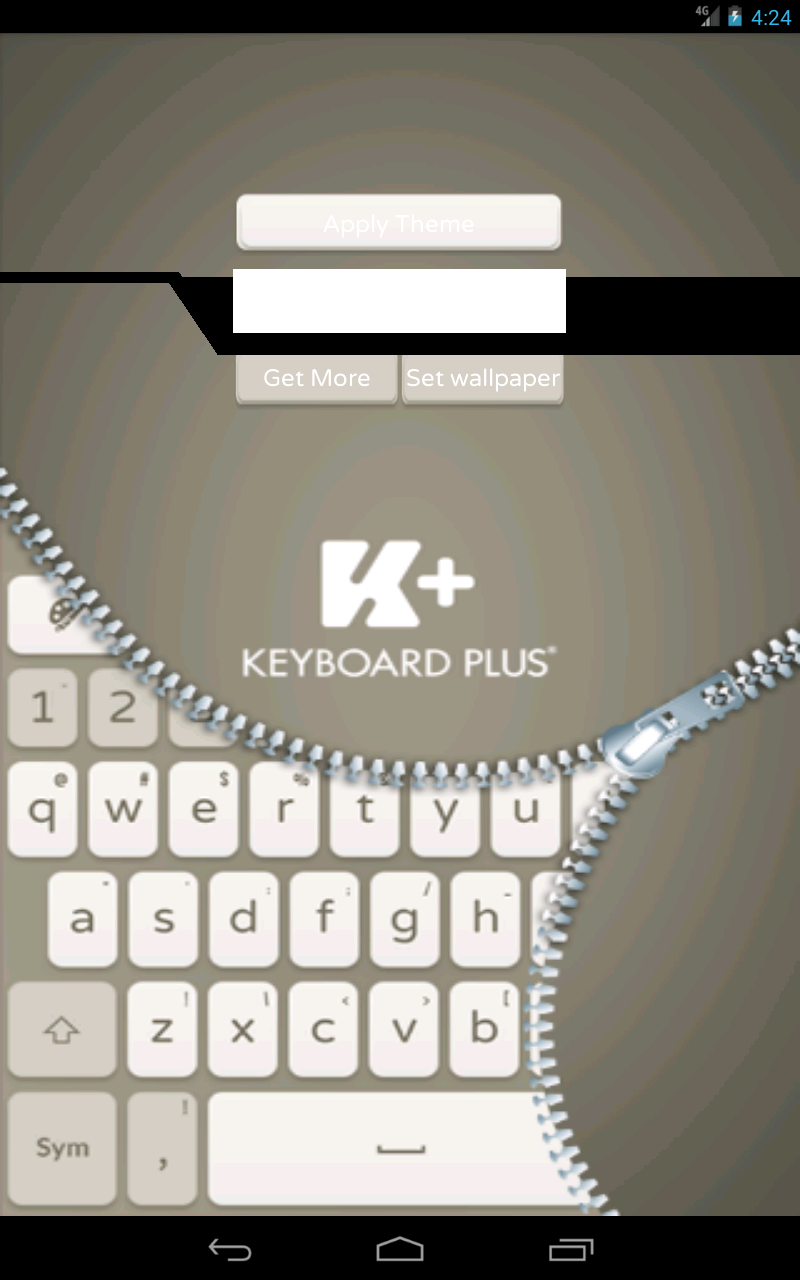 4G 4:24
Apply Theme
Get More Set wallpaper
K+
KEYBOARD PLUS®
1 2
@ # $ %
q w e r t y u
: ; / -
a s d f g h
! \ < > [
z x c v b
Sym ,